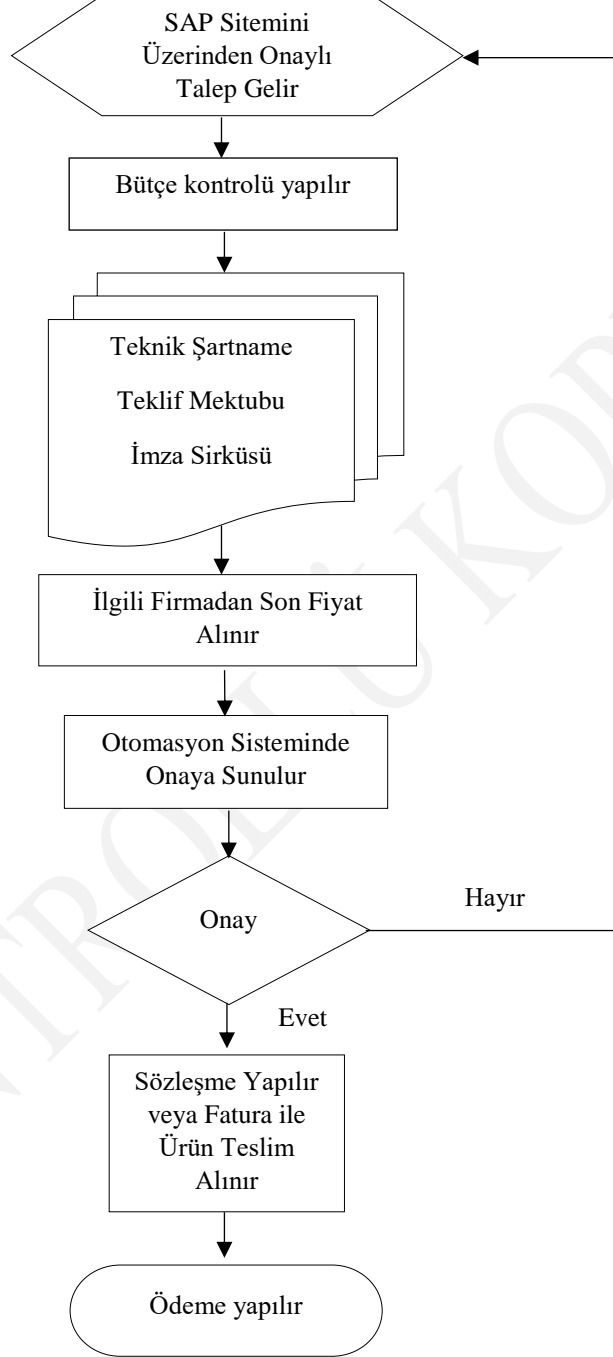 SAP Sitemini
Üzerinden Onaylı
Talep Gelir
Bütçe kontrolü yapılır
Teknik Şartname
Teklif Mektubu
İmza Sirküsü
İlgili Firmadan Son Fiyat
Alınır
Otomasyon Sisteminde
Onaya Sunulur
Onay
Hayır
Evet
Sözleşme Yapılır
veya Fatura ile
Ürün Teslim
Alınır
Ödeme yapılır